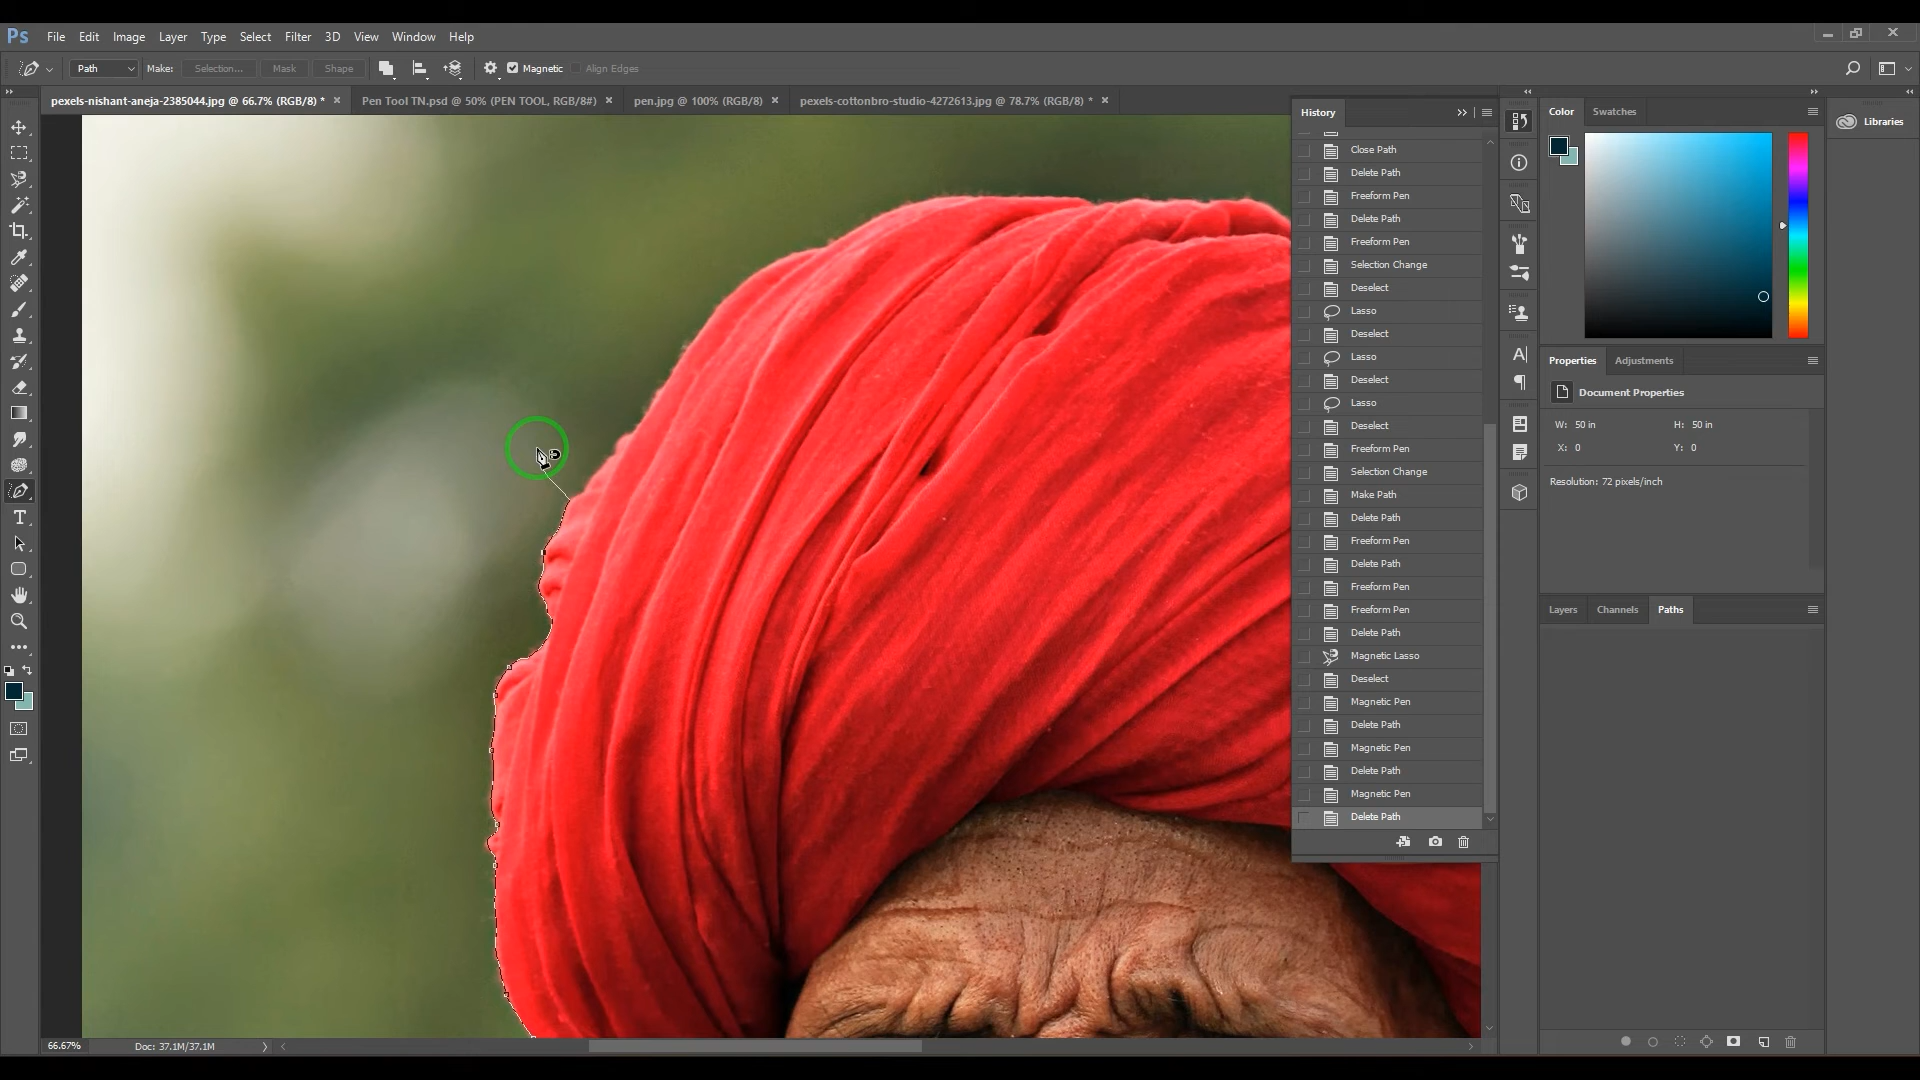 Ps File Edit Image Layer Type Select Filter 3D View Window Help
Path Make: Selection... Mask Shape Magnetic Align Edges
pexels-nishant-aneja-2385044.jpg @ 66.7% (RGB/8) * × Pen Tool TN.psd @ 50% (PEN TOOL, RGB/8#) × pen.jpg @ 100% (RGB/8) × pexels-cottonbro-studio-4272613.jpg @ 78.7% (RGB/8) * ×
History
Close Path
Delete Path
Freeform Pen
Delete Path
Freeform Pen
Selection Change
Deselect
Lasso
Deselect
Lasso
Deselect
Lasso
Deselect
Freeform Pen
Selection Change
Make Path
Delete Path
Freeform Pen
Delete Path
Freeform Pen
Freeform Pen
Delete Path
Magnetic Lasso
Deselect
Magnetic Pen
Delete Path
Magnetic Pen
Delete Path
Magnetic Pen
Delete Path
Color Swatches
Libraries
Properties Adjustments
Document Properties
W: 50 in H: 50 in
X: 0 Y: 0
Resolution: 72 pixels/inch
Layers Channels Paths
66.67% Doc: 37.1M/37.1M